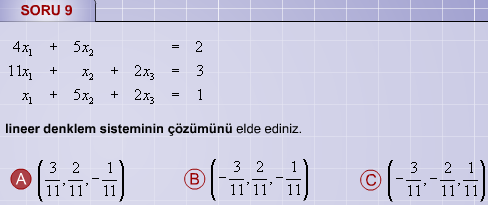 SORU 9
4x₁ + 5x₂ = 2
11x₁ + x₂ + 2x₃ = 3
x₁ + 5x₂ + 2x₃ = 1
lineer denklem sisteminin çözümünü elde ediniz.
A (3/11, 2/11, -1/11) B (-3/11, 2/11, -1/11) C (-3/11, -2/11, 1/11)